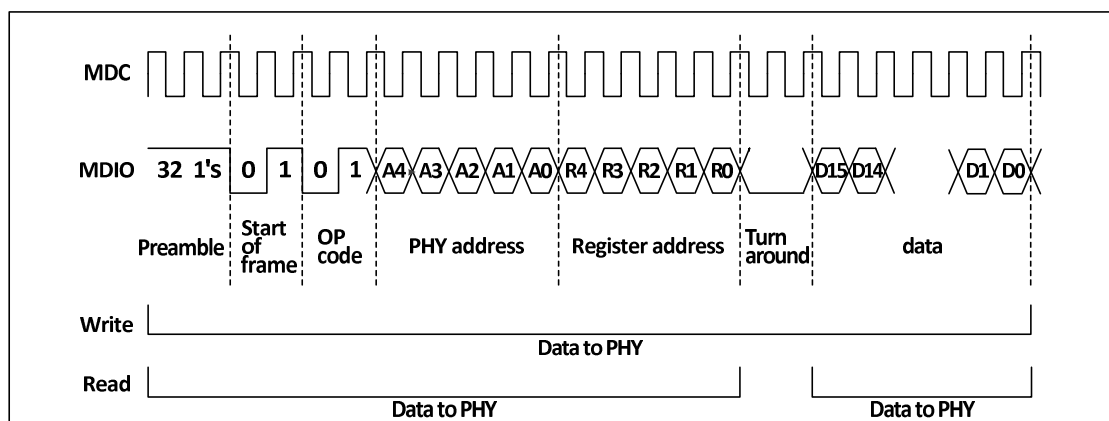 MDC
MDIO 32 1's 0 1 0 1 A4 A3 A2 A1 A0 R4 R3 R2 R1 R0 D15 D14 D1 D0
Preamble
Start
of
frame
OP
code
PHY address
Register address
Turn
around
data
Write
Data to PHY
Read
Data to PHY
Data to PHY